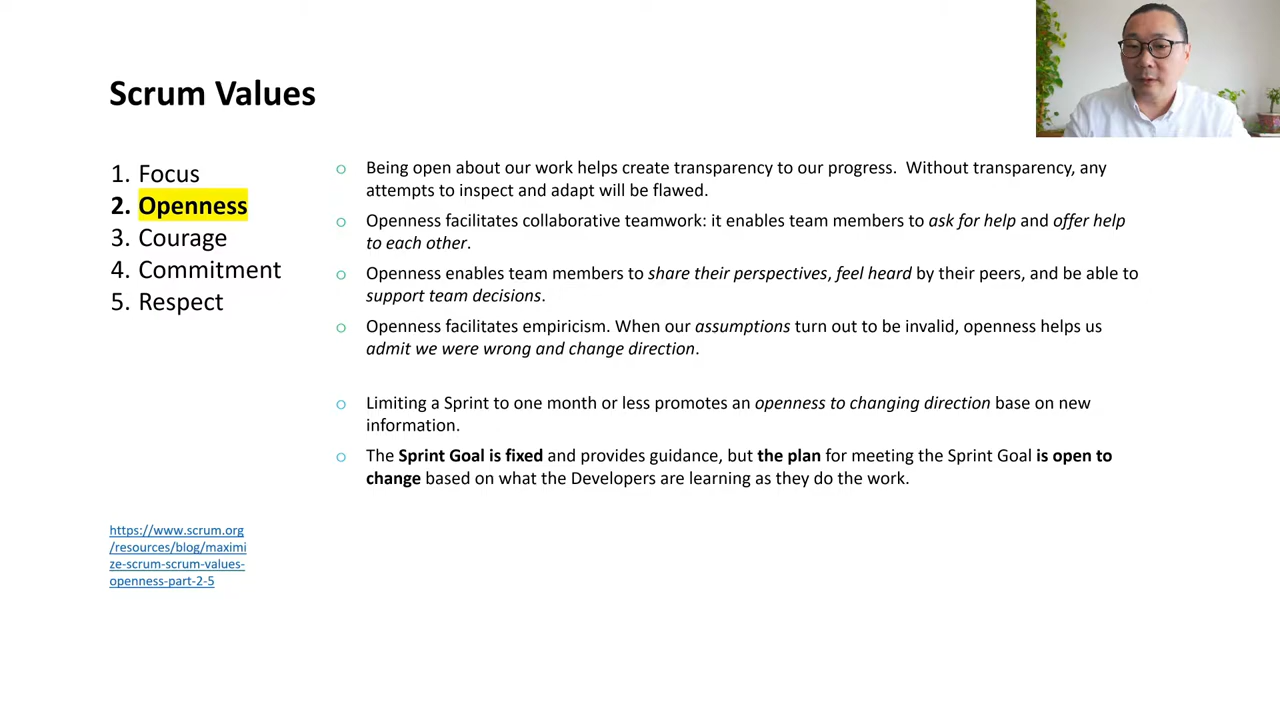 Scrum Values
1. Focus
2. Openness
3. Courage
4. Commitment
5. Respect
o Being open about our work helps create transparency to our progress.  Without transparency, any
attempts to inspect and adapt will be flawed.
o Openness facilitates collaborative teamwork: it enables team members to ask for help and offer help
to each other.
o Openness enables team members to share their perspectives, feel heard by their peers, and be able to
support team decisions.
o Openness facilitates empiricism. When our assumptions turn out to be invalid, openness helps us
admit we were wrong and change direction.
o Limiting a Sprint to one month or less promotes an openness to changing direction base on new
information.
o The Sprint Goal is fixed and provides guidance, but the plan for meeting the Sprint Goal is open to
change based on what the Developers are learning as they do the work.
https://www.scrum.org
/resources/blog/maximi
ze-scrum-scrum-values-
openness-part-2-5